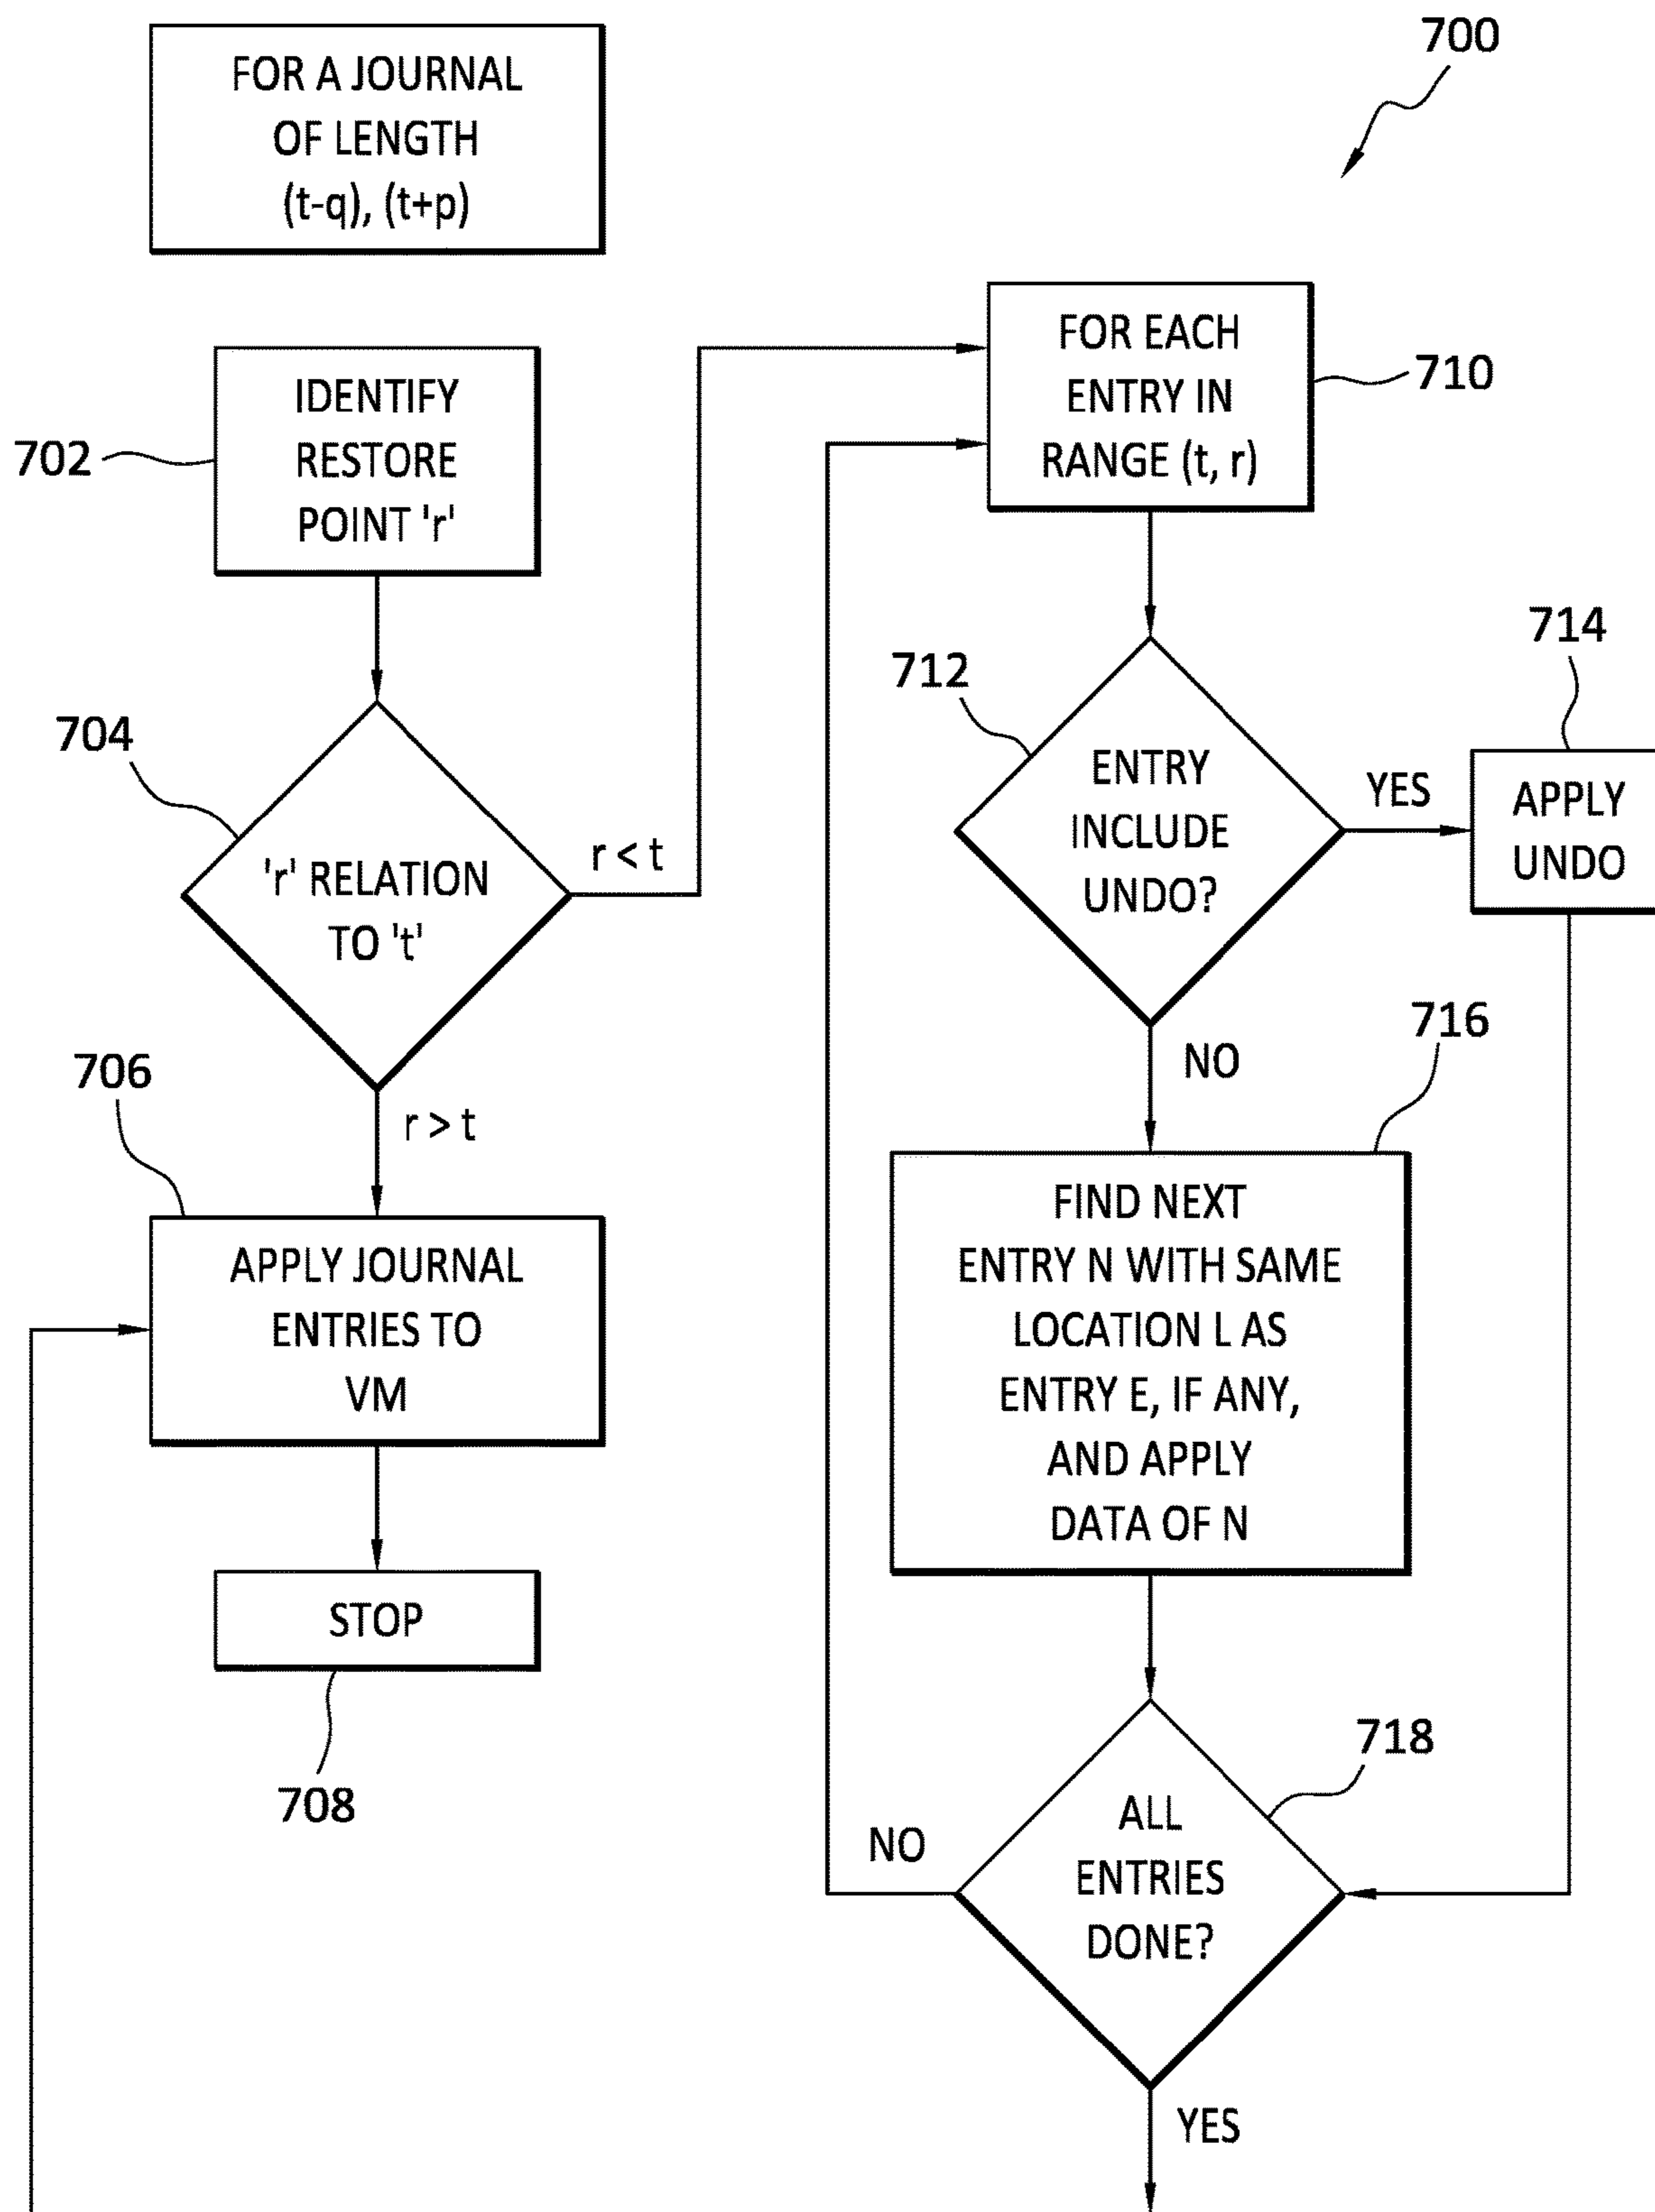 700
FOR A JOURNAL
OF LENGTH
(t-q), (t+p)
702
IDENTIFY
RESTORE
POINT 'r'
704
'r' RELATION
TO 't'
r < t
r > t
706
APPLY JOURNAL
ENTRIES TO
VM
STOP
708
FOR EACH
ENTRY IN
RANGE (t, r)
710
712
ENTRY
INCLUDE
UNDO?
YES
714
APPLY
UNDO
NO
716
FIND NEXT
ENTRY N WITH SAME
LOCATION L AS
ENTRY E, IF ANY,
AND APPLY
DATA OF N
718
ALL
ENTRIES
DONE?
NO
YES